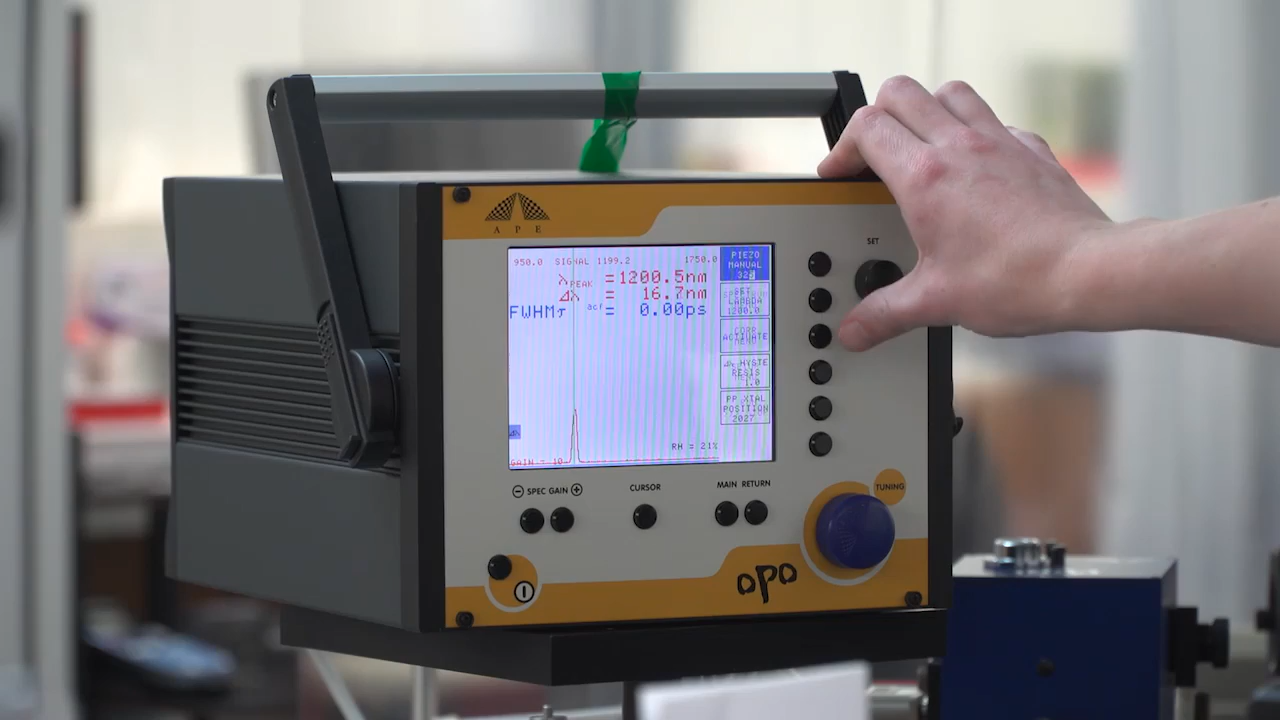 A P E
SET
950.0 SIGNAL 1199.2 1750.0
λPEAK =1200.5nm
Δλ = 16.7nm
FWHMτ acf= 0.00ps
PIEZO
MANUAL
LAMBDA
1200.0
ACTIVATE
HYSTE
RESIS
1.0
PP XTAL
POSITION
2027
RH = 21%
SPEC GAIN
CURSOR
MAIN RETURN
TUNING
opo